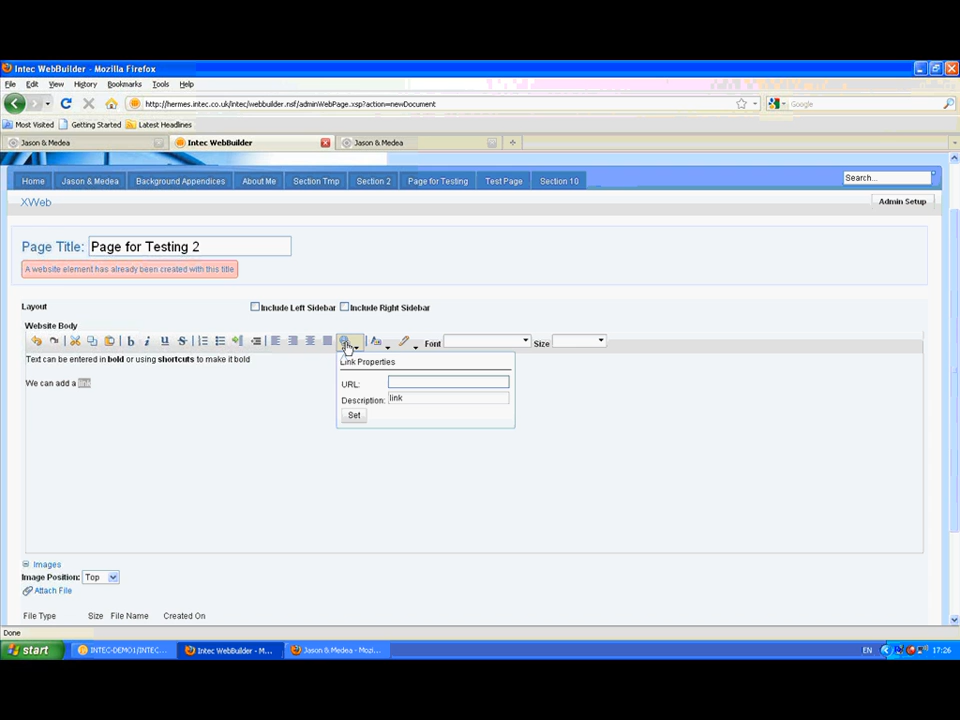 Intec WebBuilder - Mozilla Firefox
File Edit View History Bookmarks Tools Help
http://hermes.intec.co.uk/intec/webbuilder.nsf/adminWebPage.xsp?action=newDocument
Google
Most Visited Getting Started Latest Headlines
Jason & Medea Intec WebBuilder Jason & Medea
Home Jason & Medea Background Appendices About Me Section Tmp Section 2 Page for Testing Test Page Section 10
Search...
XWeb
Admin Setup
Page Title: Page for Testing 2
A website element has already been created with this title
Layout Include Left Sidebar Include Right Sidebar
Website Body
b i U S Font Size
Text can be entered in bold or using shortcuts to make it bold
Link Properties
We can add a link
URL:
Description: link
Set
Images
Image Position: Top
Attach File
File Type Size File Name Created On
Done
start INTEC-DEMO1/INTEC... Intec WebBuilder - M... Jason & Medea - Mozi... EN 17:26